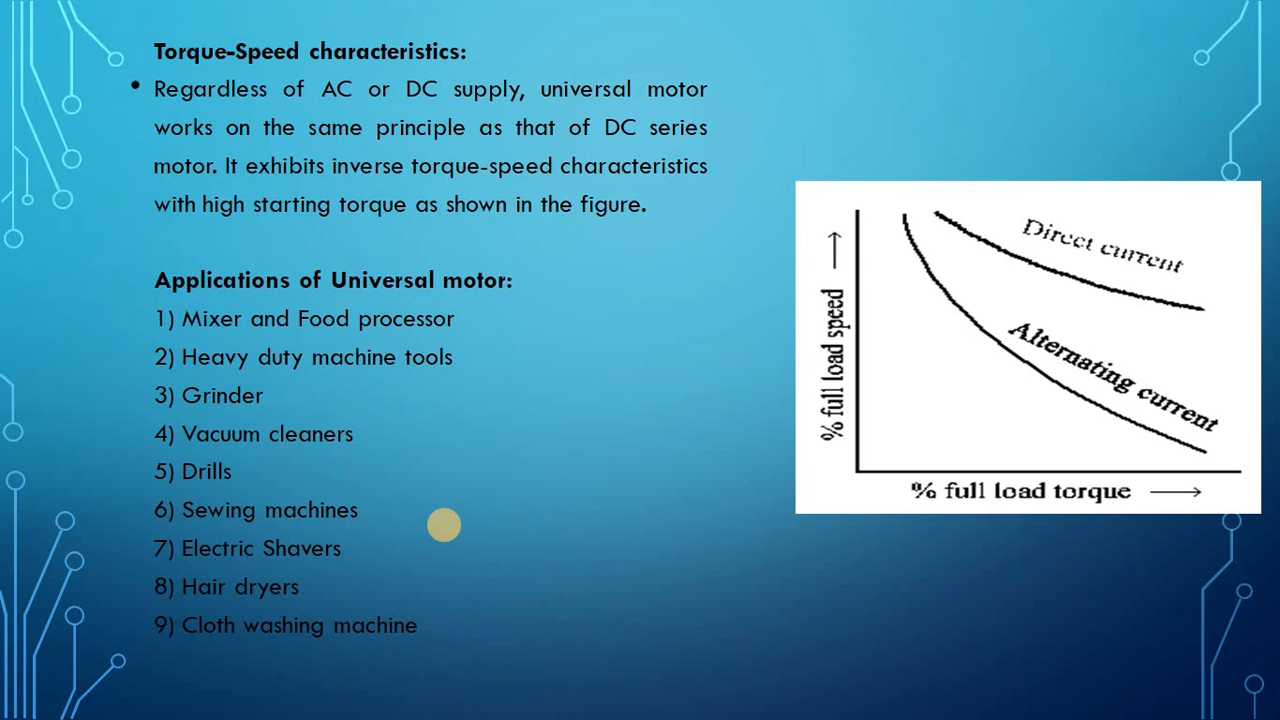 Torque-Speed characteristics:
• Regardless of AC or DC supply, universal motor
works on the same principle as that of DC series
motor. It exhibits inverse torque-speed characteristics
with high starting torque as shown in the figure.
Applications of Universal motor:
1) Mixer and Food processor
2) Heavy duty machine tools
3) Grinder
4) Vacuum cleaners
5) Drills
6) Sewing machines
7) Electric Shavers
8) Hair dryers
9) Cloth washing machine
Direct current
Alternating current
% full load speed
% full load torque